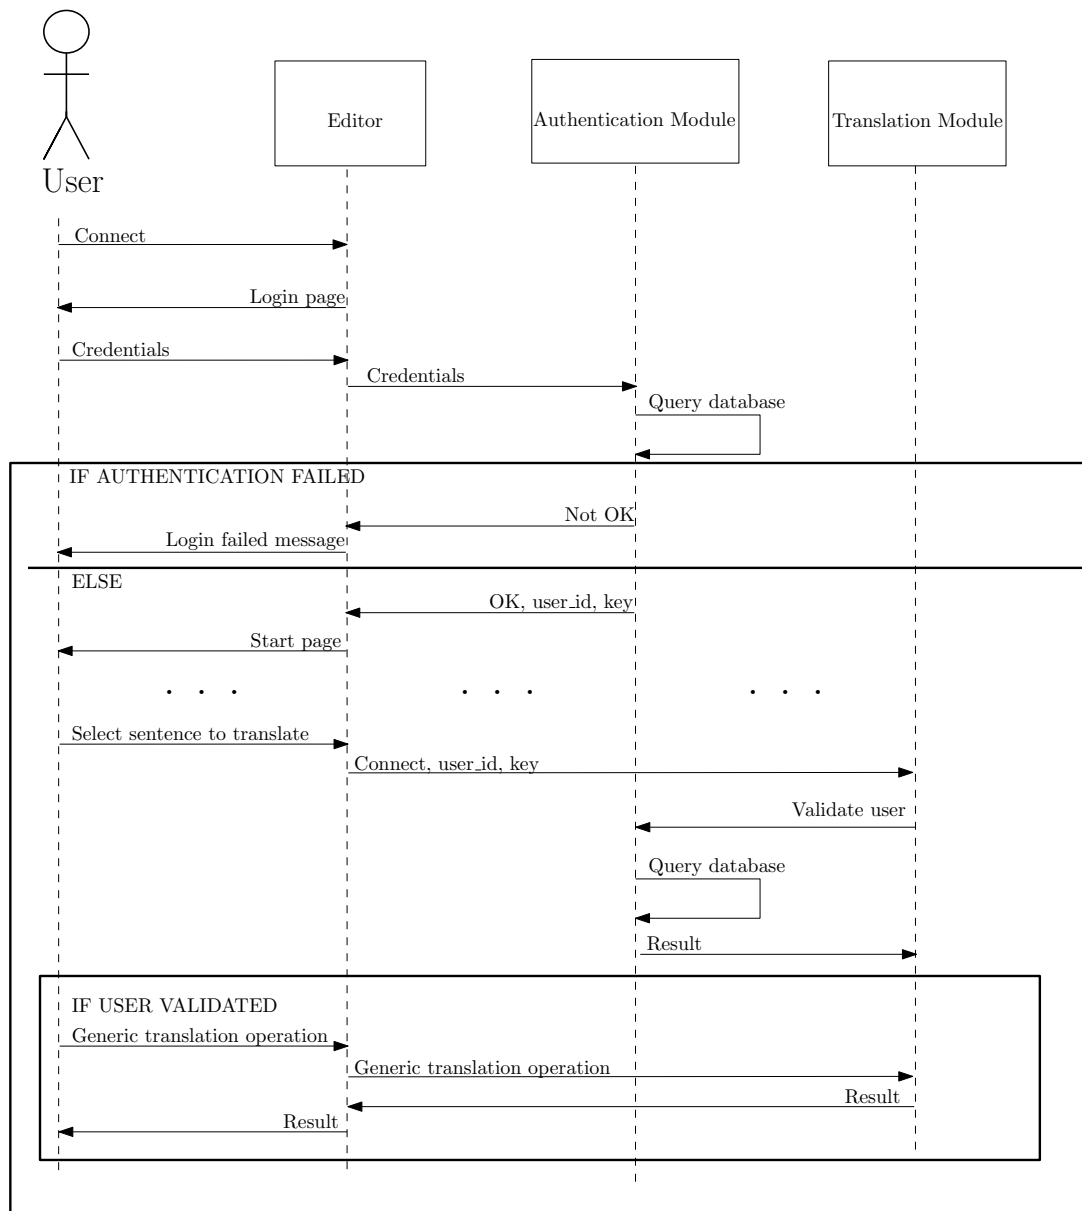 Editor
Authentication Module
Translation Module
User
Connect
Login page
Credentials
Credentials
Query database
IF AUTHENTICATION FAILED
Not OK
Login failed message
ELSE
OK, user_id, key
Start page
. . .
. . .
. . .
Select sentence to translate
Connect, user_id, key
Validate user
Query database
Result
IF USER VALIDATED
Generic translation operation
Generic translation operation
Result
Result